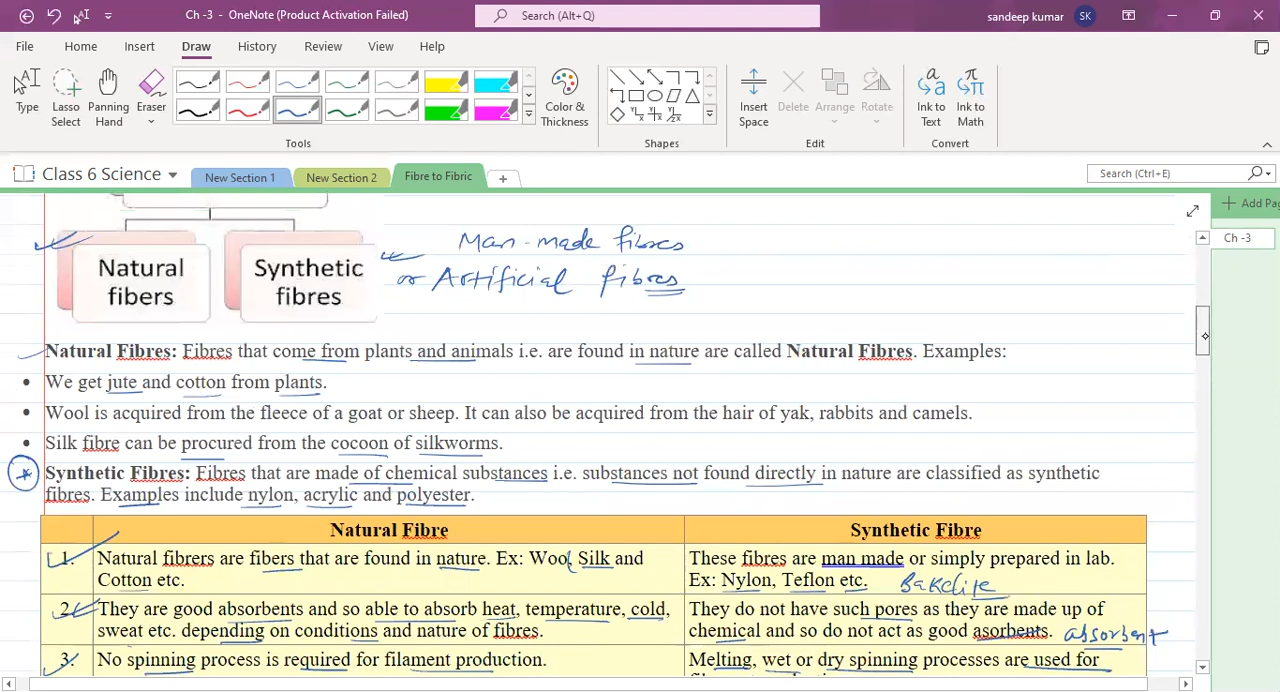 Ch -3 - OneNote (Product Activation Failed)
Search (Alt+Q)
sandeep kumar SK
File Home Insert Draw History Review View Help
Type Lasso Select Panning Hand Eraser
Color & Thickness
Insert Space Delete Arrange Rotate
Ink to Text Ink to Math
Tools Shapes Edit Convert
Class 6 Science New Section 1 New Section 2 Fibre to Fibric +
Search (Ctrl+E)
Add Pag
Ch -3
Natural fibers
Synthetic fibres
Man-made fibres
or Artificial fibres
Natural Fibres: Fibres that come from plants and animals i.e. are found in nature are called Natural Fibres. Examples:
• We get jute and cotton from plants.
• Wool is acquired from the fleece of a goat or sheep. It can also be acquired from the hair of yak, rabbits and camels.
• Silk fibre can be procured from the cocoon of silkworms.
Synthetic Fibres: Fibres that are made of chemical substances i.e. substances not found directly in nature are classified as synthetic
fibres. Examples include nylon, acrylic and polyester.
Natural Fibre Synthetic Fibre
1. Natural fibrers are fibers that are found in nature. Ex: Wool, Silk and
Cotton etc.
These fibres are man made or simply prepared in lab.
Ex: Nylon, Teflon etc. Bakelite
2. They are good absorbents and so able to absorb heat, temperature, cold,
sweat etc. depending on conditions and nature of fibres.
They do not have such pores as they are made up of
chemical and so do not act as good asorbents. absorbent
3. No spinning process is required for filament production.
Melting, wet or dry spinning processes are used for